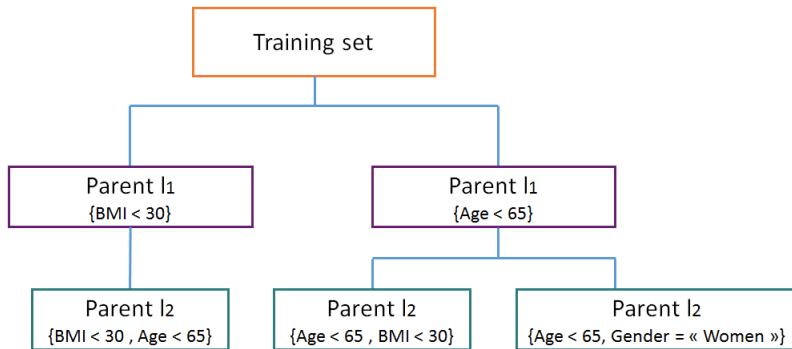 Training set
Parent l1
{BMI < 30}
Parent l1
{Age < 65}
Parent l2
{BMI < 30 , Age < 65}
Parent l2
{Age < 65 , BMI < 30}
Parent l2
{Age < 65, Gender = « Women »}